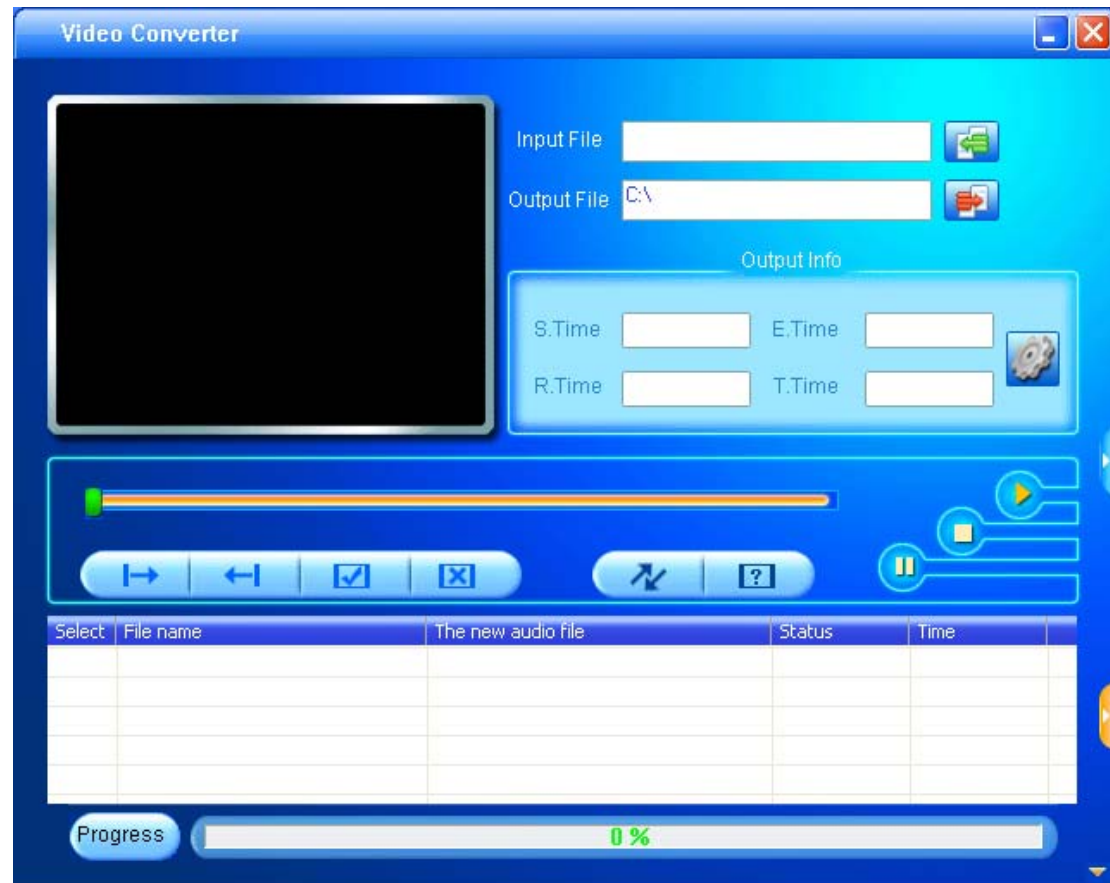 Video Converter
Input File
Output File C:\
Output Info
S.Time E.Time
R.Time T.Time
Select File name The new audio file Status Time
Progress 0 %